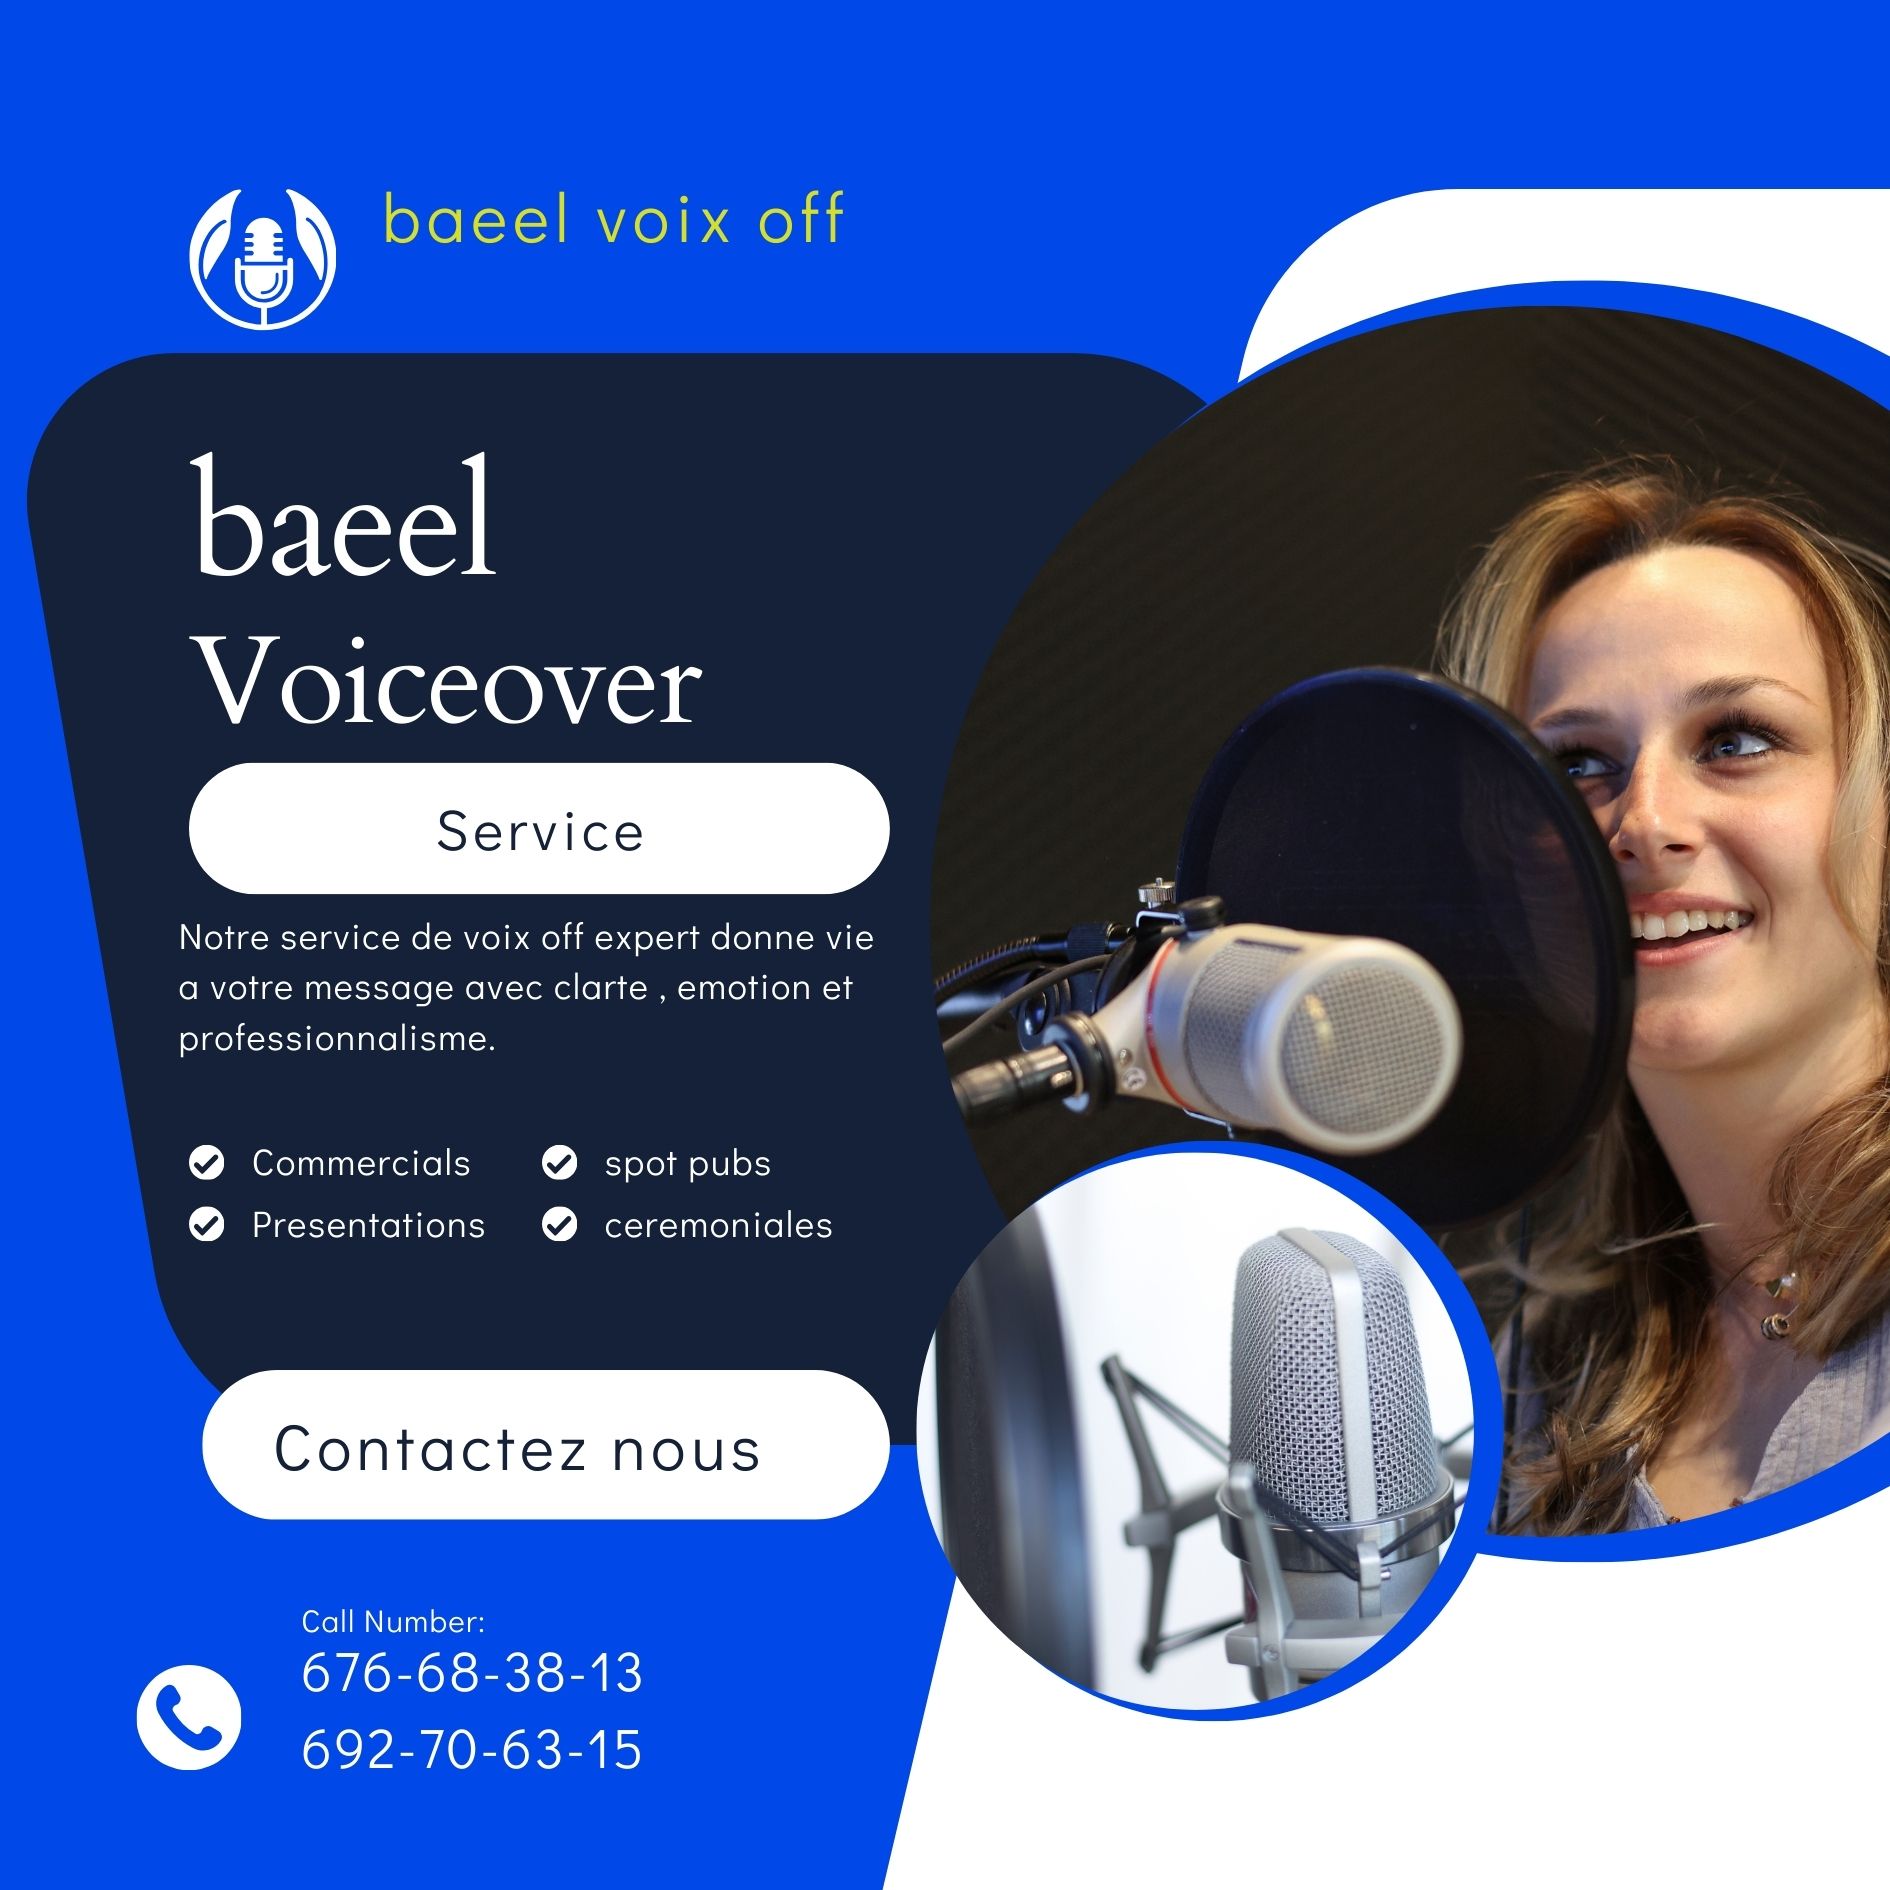 baeel voix off
baeel
Voiceover
Service
Notre service de voix off expert donne vie
a votre message avec clarte , emotion et
professionnalisme.
Commercials
spot pubs
Presentations
ceremoniales
Contactez nous
Call Number:
676-68-38-13
692-70-63-15